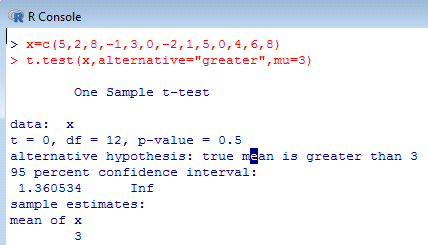 R Console
> x=c(5,2,8,-1,3,0,-2,1,5,0,4,6,8)
> t.test(x,alternative="greater",mu=3)
One Sample t-test
data:  x
t = 0, df = 12, p-value = 0.5
alternative hypothesis: true mean is greater than 3
95 percent confidence interval:
 1.360534      Inf
sample estimates:
mean of x
        3